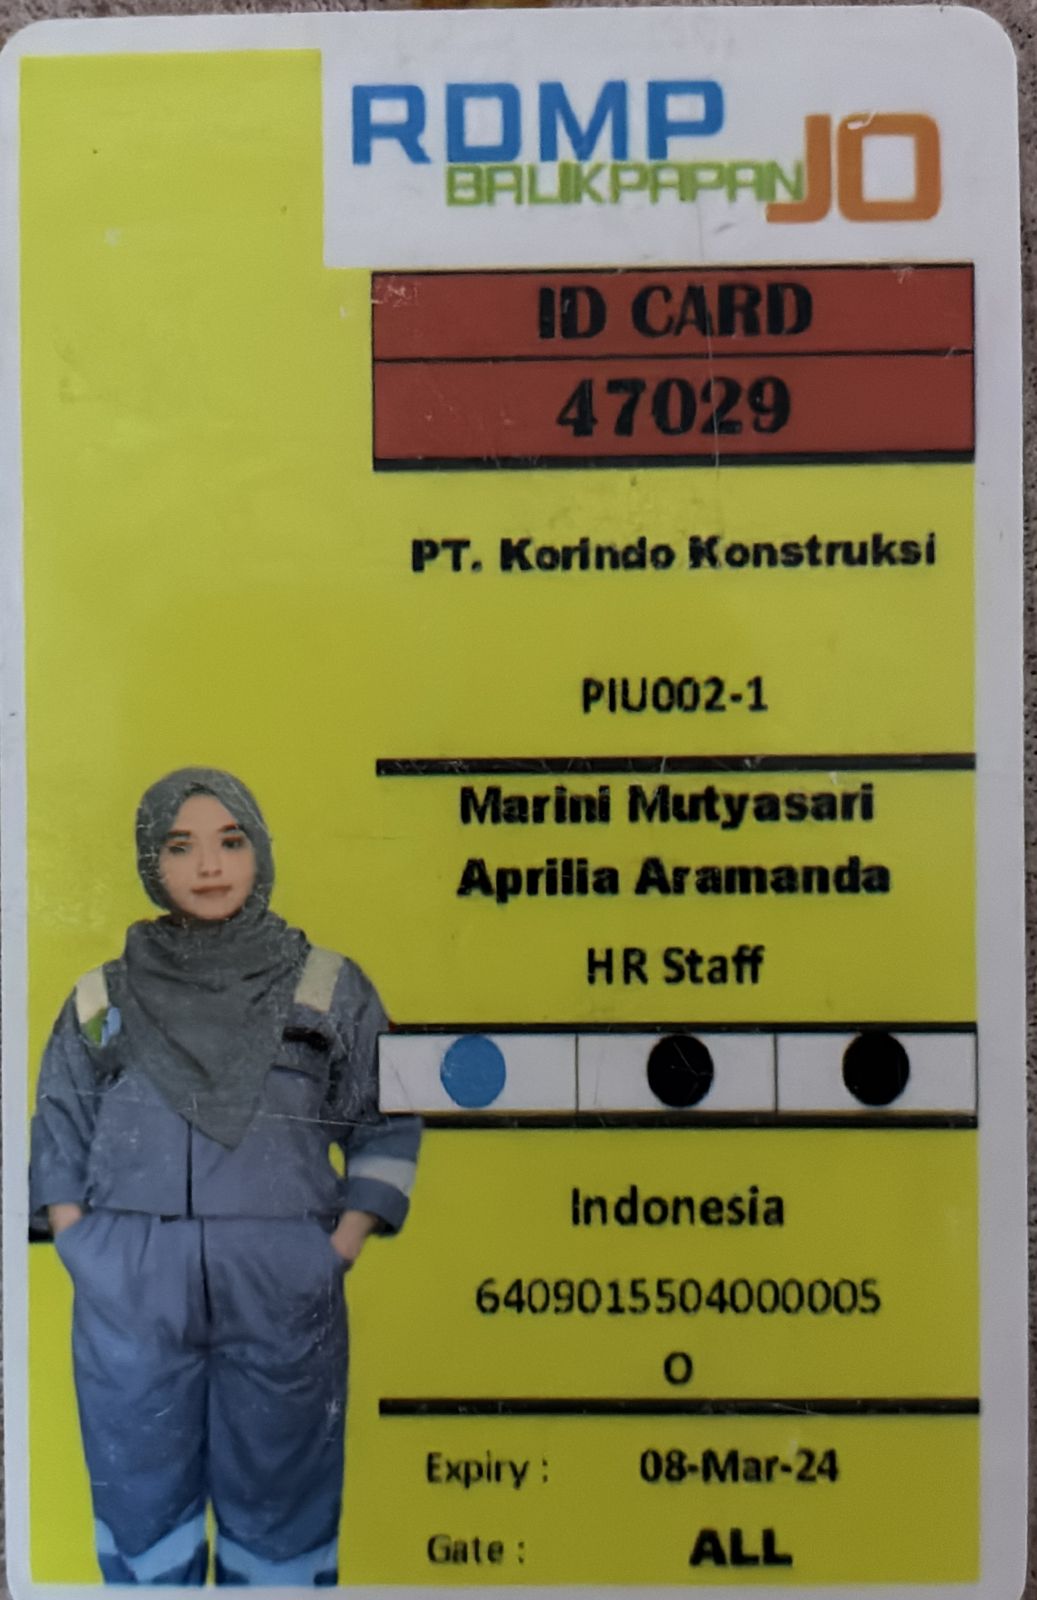 RDMP
BALIKPAPAN JO
ID CARD
47029
PT. Korindo Konstruksi
PIU002-1
Marini Mutyasari
Aprilia Aramanda
HR Staff
Indonesia
6409015504000005
O
Expiry : 08-Mar-24
Gate : ALL